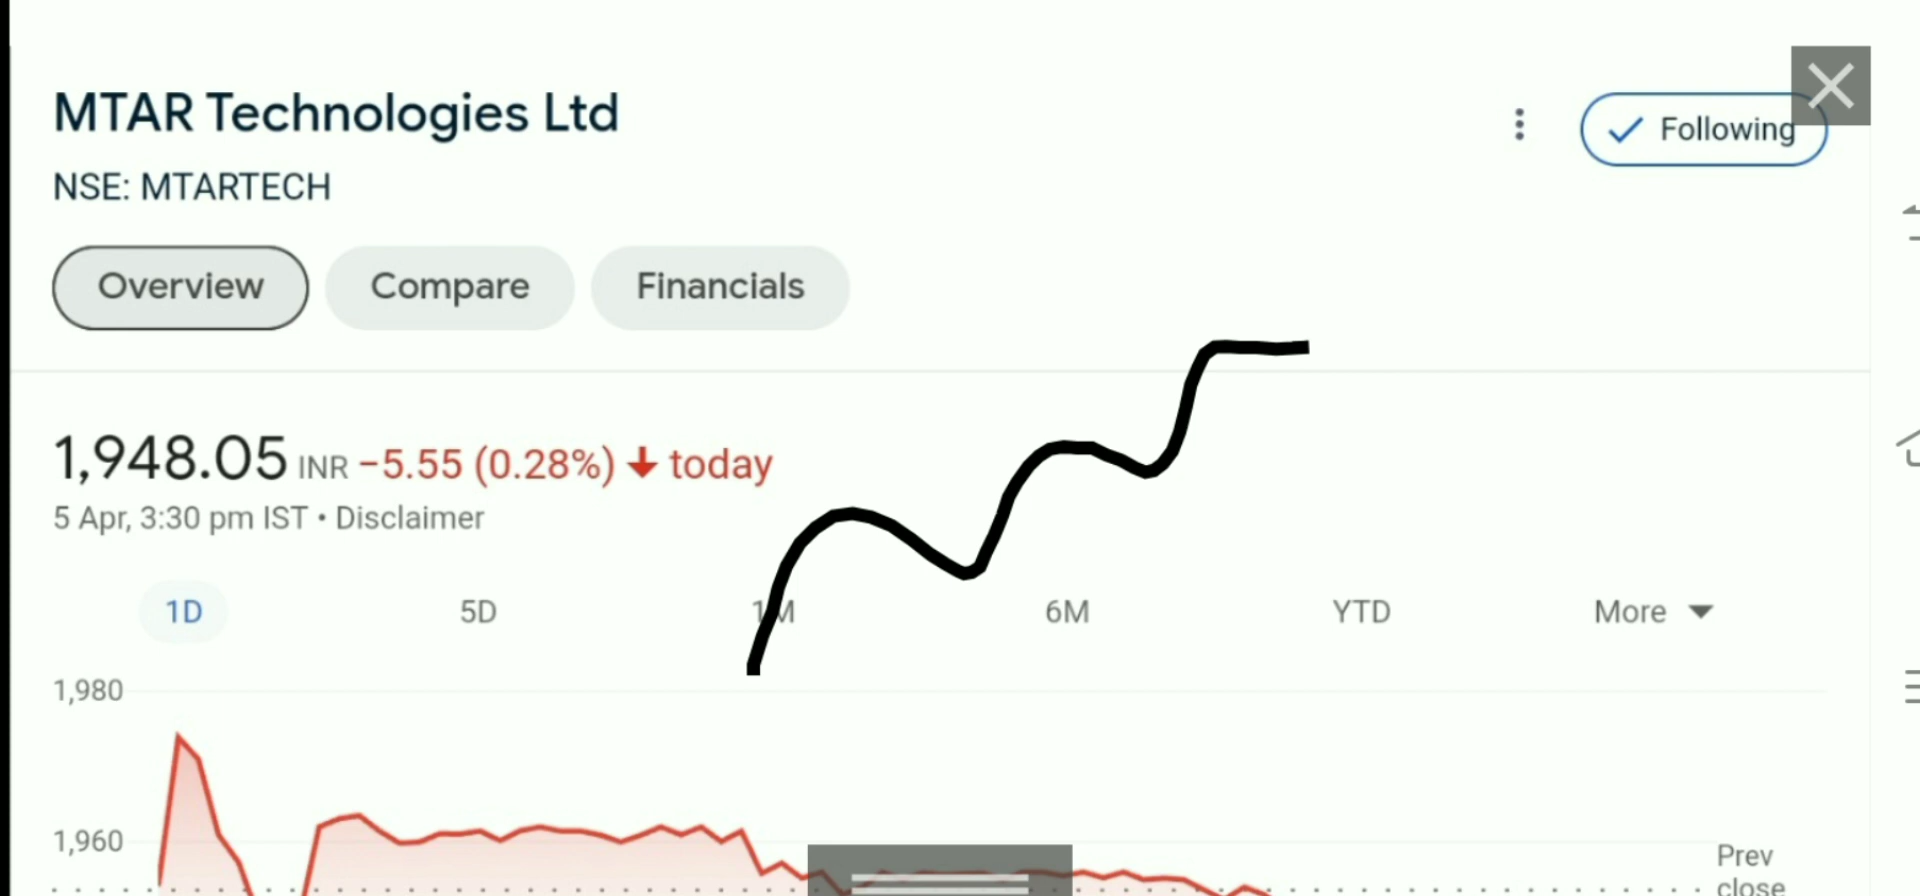 MTAR Technologies Ltd
Following
NSE: MTARTECH
Overview Compare Financials
1,948.05 INR −5.55 (0.28%) ↓ today
5 Apr, 3:30 pm IST • Disclaimer
1D 5D 1M 6M YTD More
1,980
1,960
Prev
close